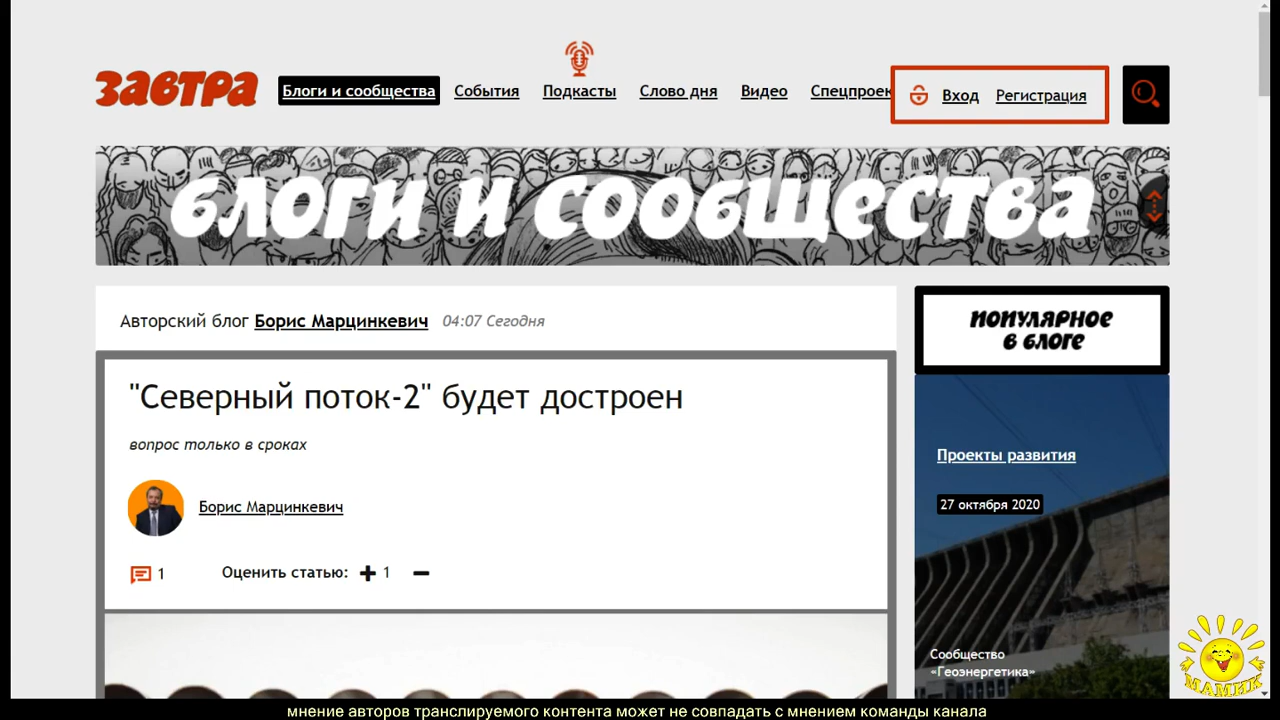 завтра
Блоги и сообщества События Подкасты Слово дня Видео Спецпроек Вход Регистрация
блоги и сообщества
Авторский блог Борис Марцинкевич 04:07 Сегодня
популярное
в блоге
"Северный поток-2" будет достроен
вопрос только в сроках
Проекты развития
27 октября 2020
Борис Марцинкевич
1 Оценить статью: + 1 −
Сообщество
«Геоэнергетика»
МАМИК
мнение авторов транслируемого контента может не совпадать с мнением команды канала